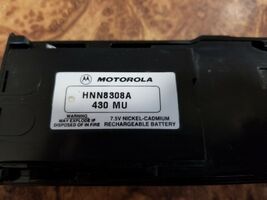 MOTOROLA
HNN8308A
430 MU
WARNING
MAY EXPLODE IF
DISPOSED OF IN FIRE
7.5V NICKEL-CADMIUM
RECHARGEABLE BATTERY